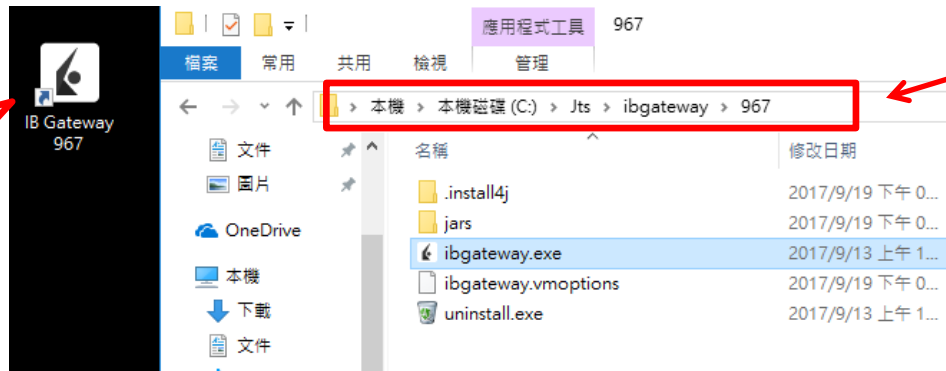 IB Gateway
967
應用程式工具
967
檔案
常用
共用
檢視
管理
本機 > 本機磁碟 (C:) > Jts > ibgateway > 967
文件
圖片
OneDrive
本機
下載
文件
名稱
修改日期
.install4j
2017/9/19 下午 0...
jars
2017/9/19 下午 0...
ibgateway.exe
2017/9/13 上午 1...
ibgateway.vmoptions
2017/9/19 下午 0...
uninstall.exe
2017/9/13 上午 1...